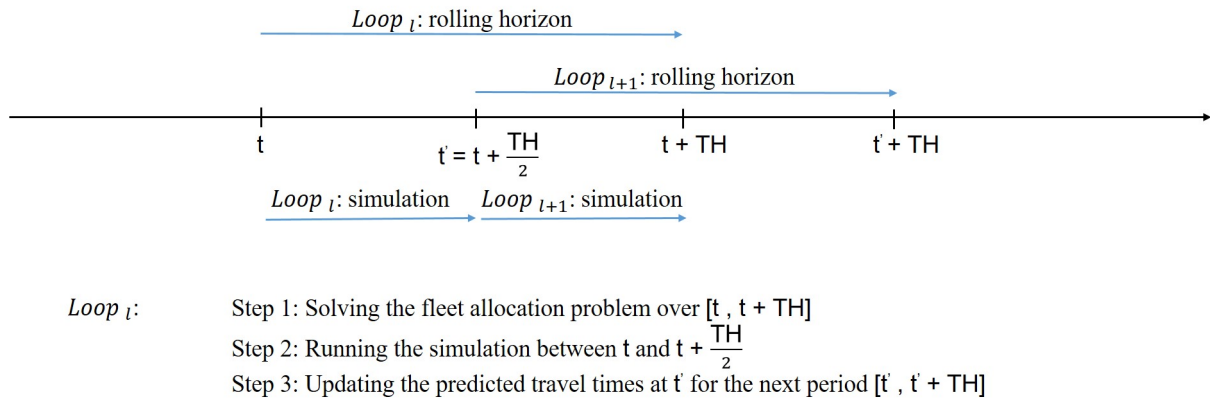 Loop l: rolling horizon
Loop l+1: rolling horizon
t
t' = t + TH/2
t + TH
t' + TH
Loop l: simulation
Loop l+1: simulation
Loop l:
Step 1: Solving the fleet allocation problem over [t , t + TH]
Step 2: Running the simulation between t and t + TH/2
Step 3: Updating the predicted travel times at t' for the next period [t' , t' + TH]